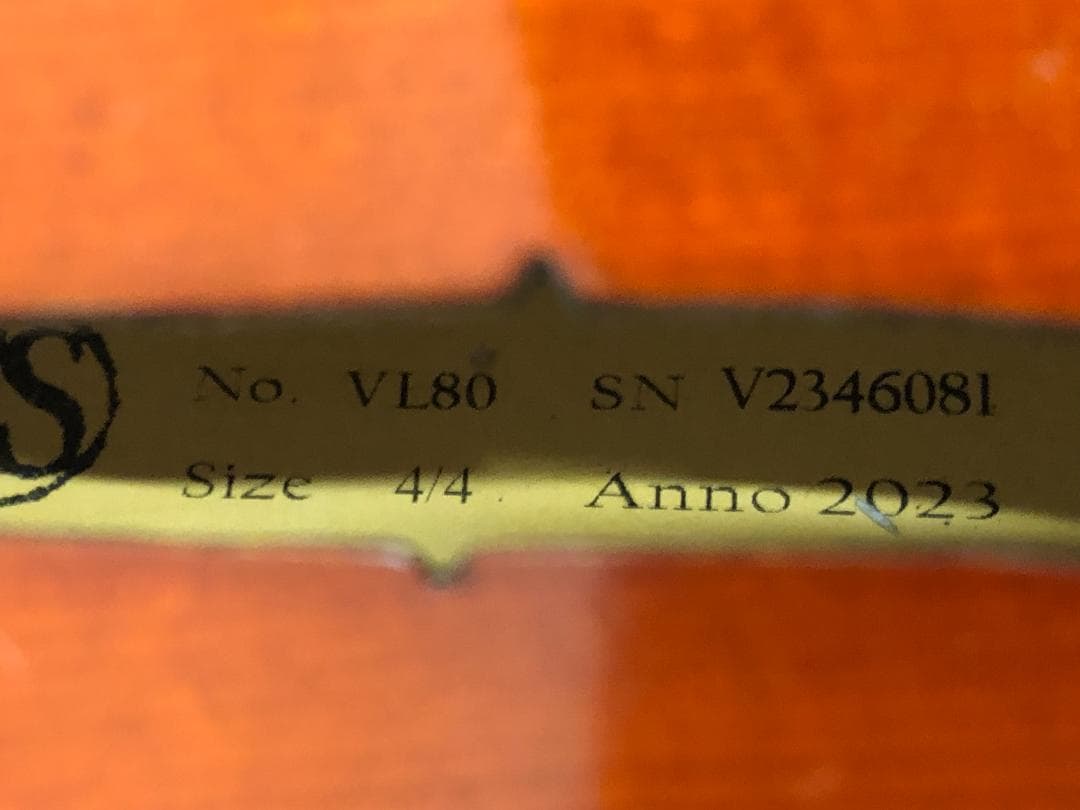 S
No. VL80 SN V2346081
Size 4/4 Anno 2023